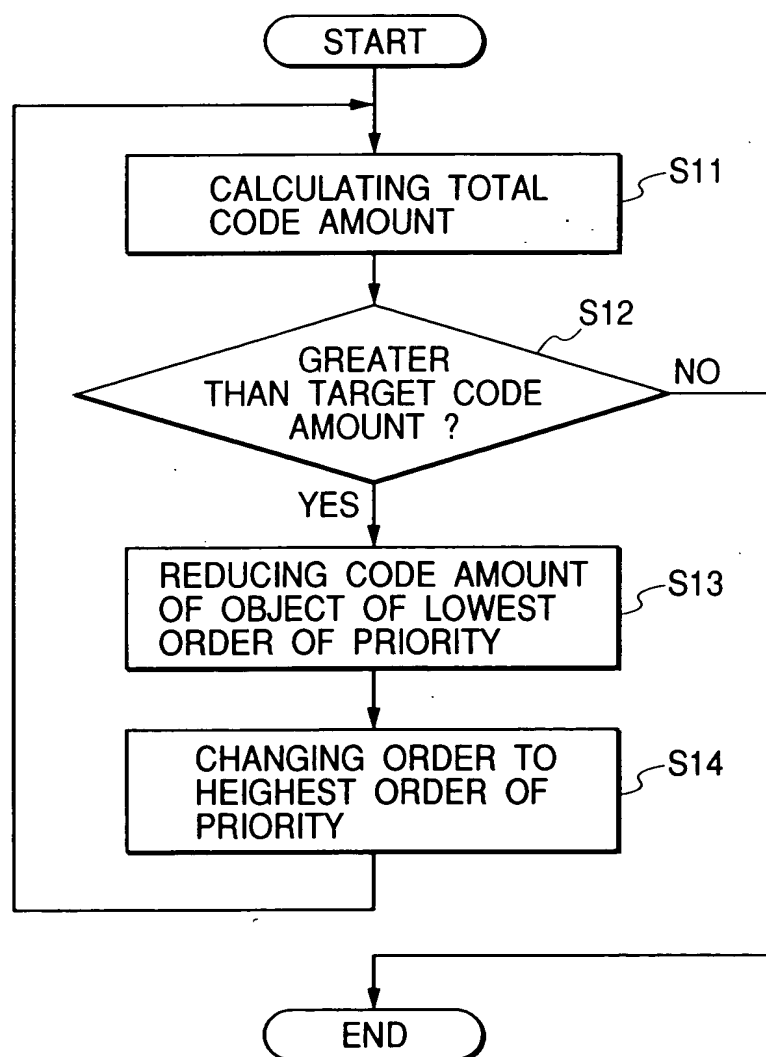 START
CALCULATING TOTAL
CODE AMOUNT
S11
S12
GREATER
THAN TARGET CODE
AMOUNT ?
NO
YES
REDUCING CODE AMOUNT
OF OBJECT OF LOWEST
ORDER OF PRIORITY
S13
CHANGING ORDER TO
HEIGHEST ORDER OF
PRIORITY
S14
END